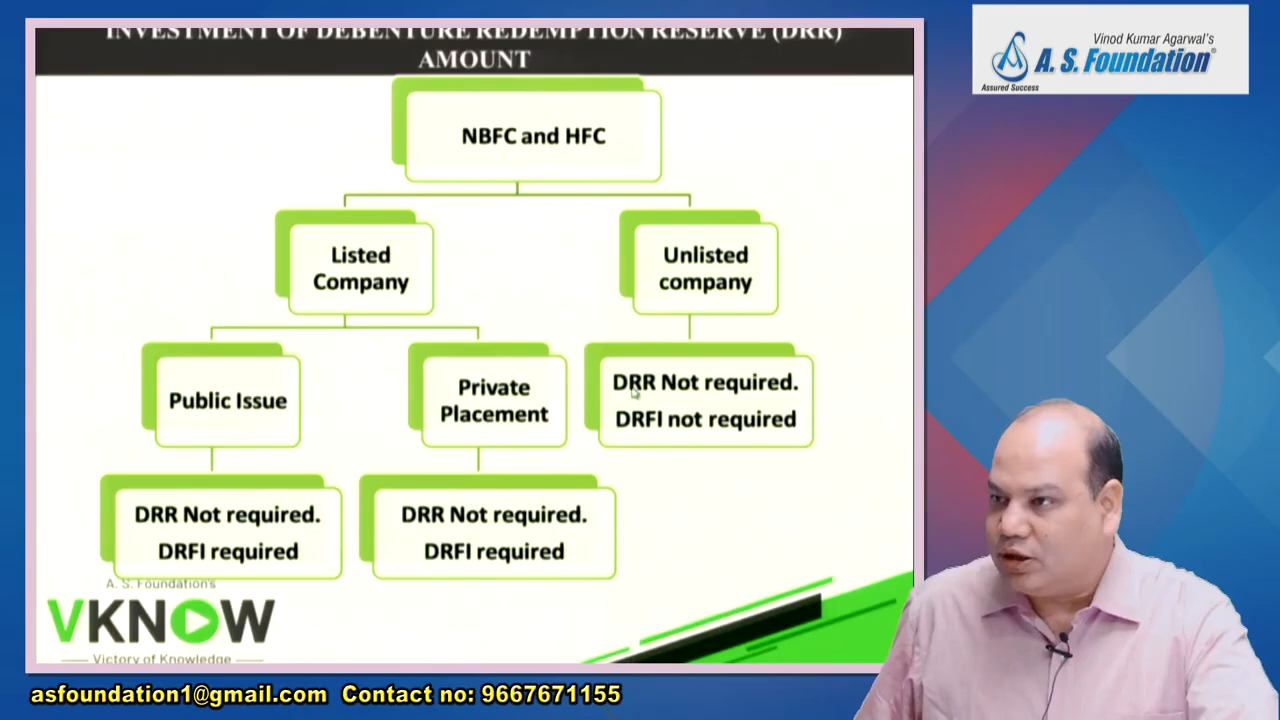 INVESTMENT OF DEBENTURE REDEMPTION RESERVE (DRR)
AMOUNT
Vinod Kumar Agarwal's
A. S. Foundation®
Assured Success
NBFC and HFC
Listed
Company
Unlisted
company
Public Issue
Private
Placement
DRR Not required.
DRFI not required
DRR Not required.
DRFI required
DRR Not required.
DRFI required
A. S. Foundation's
VKNOW
Victory of Knowledge
asfoundation1@gmail.com Contact no: 9667671155